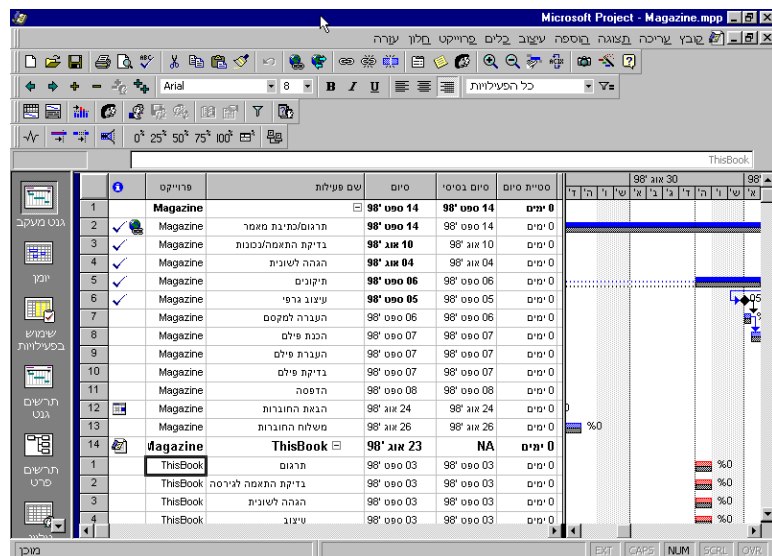 Microsoft Project - Magazine.mpp
קובץ עריכה תצוגה הוספה עיצוב כלים פרוייקט חלון עזרה
Arial 8 B I U כל הפעילויות
0% 25% 50% 75% 100%
ThisBook
פרוייקט שם פעילות סיום סיום בסיסי סטיית סיום
30 אוג '98
ד' ה' ו' ש' א' ב' ג' ד' ה' ו' ש' א'
1 Magazine 14 ספט '98 14 ספט '98 0 ימים
2 Magazine תרגום/כתיבת מאמר 14 ספט '98 14 ספט '98 0 ימים
3 Magazine בדיקת התאמה/נכונות 10 אוג '98 10 אוג '98 0 ימים
4 Magazine הגהה לשונית 04 אוג '98 04 אוג '98 0 ימים
5 Magazine תיקונים 06 ספט '98 06 ספט '98 0 ימים
6 Magazine עיצוב גרפי 05 ספט '98 05 ספט '98 0 ימים
05
7 Magazine העברה למקסם 06 ספט '98 06 ספט '98 0 ימים
8 Magazine הכנת פילם 07 ספט '98 07 ספט '98 0 ימים
9 Magazine העברת פילם 07 ספט '98 07 ספט '98 0 ימים
10 Magazine בדיקת פילם 07 ספט '98 07 ספט '98 0 ימים
11 Magazine הדפסה 08 ספט '98 08 ספט '98 0 ימים
12 Magazine הבאת החוברות 24 אוג '98 24 אוג '98 0 ימים
13 Magazine משלוח החוברות 26 אוג '98 26 אוג '98 0 ימים %0
14 Magazine ThisBook 23 אוג '98 NA 0 ימים
1 ThisBook תרגום 03 ספט '98 03 ספט '98 0 ימים %0
2 ThisBook בדיקת התאמה לגירסה 03 ספט '98 03 ספט '98 0 ימים %0
3 ThisBook הגהה לשונית 03 ספט '98 03 ספט '98 0 ימים %0
4 ThisBook עיצוב 03 ספט '98 03 ספט '98 0 ימים %0
גנט מעקב
יומן
שימוש
בפעילויות
תרשים
גנט
תרשים
פרט
מוכן
EXT CAPS NUM SCRL OVR